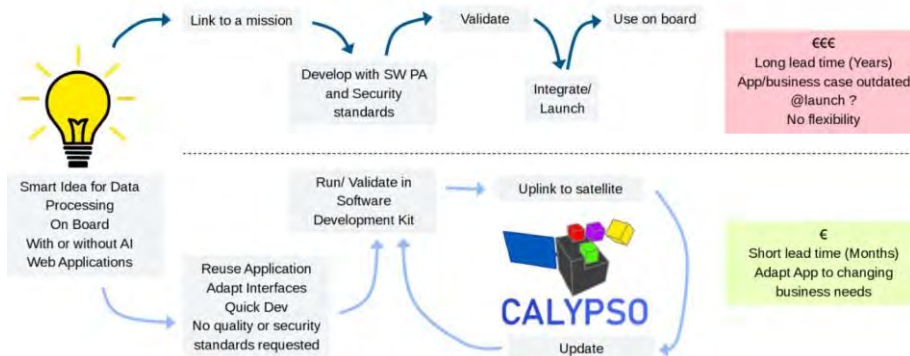 Link to a mission
Validate
Use on board
Develop with SW PA
and Security
standards
Integrate/
Launch
€€€
Long lead time (Years)
App/business case outdated
@launch ?
No flexibility
Smart Idea for Data
Processing
On Board
With or without AI
Web Applications
Run/ Validate in
Software
Development Kit
Uplink to satellite
Reuse Application
Adapt Interfaces
Quick Dev
No quality or security
standards requested
CALYPSO
Update
€
Short lead time (Months)
Adapt App to changing
business needs